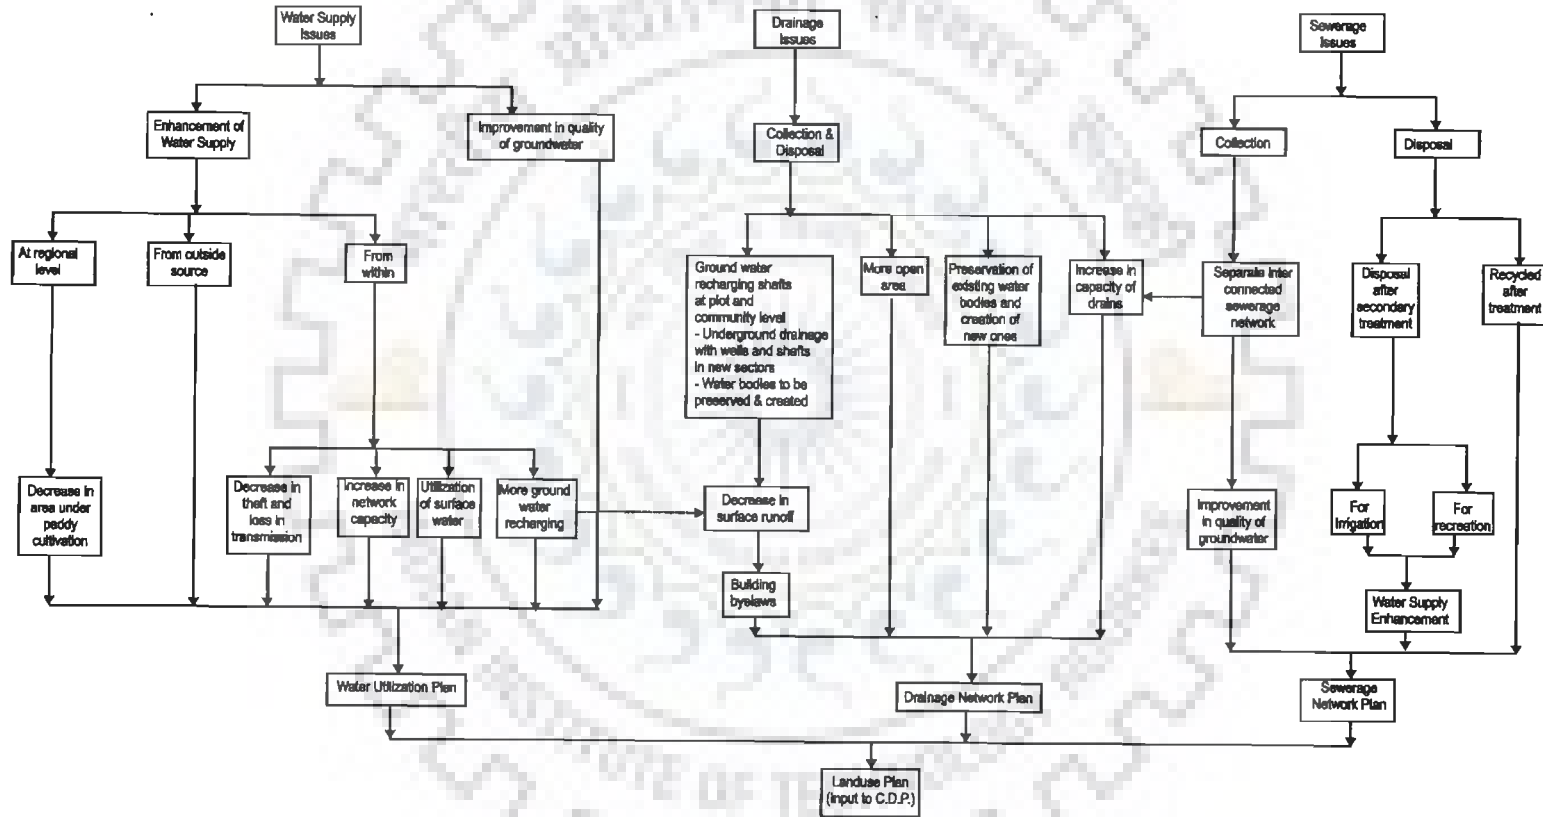 Water Supply
Issues
Drainage
Issues
Sewerage
Issues
Enhancement of
Water Supply
Improvement in quality
of groundwater
Collection &
Disposal
Collection
Disposal
At regional
level
From outside
source
From
within
Ground water
recharging shafts
at plot and
community level
- Underground drainage
with wells and shafts
in new sectors
- Water bodies to be
preserved & created
More open
area
Preservation of
existing water
bodies and
creation of
new ones
Increase in
capacity of
drains
Separate inter
connected
sewerage
network
Disposal
after
secondary
treatment
Recycled after
treatment
Decrease in
area under
paddy
cultivation
Decrease in
theft and
loss in
transmission
Increase in
network
capacity
Utilization
of surface
water
More ground
water
recharging
Decrease in
surface runoff
Improvement
in quality of
groundwater
For
Irrigation
For
recreation
Building
byelaws
Water Supply
Enhancement
Water Utilization Plan
Drainage Network Plan
Sewerage
Network Plan
Landuse Plan
(Input to C.D.P.)